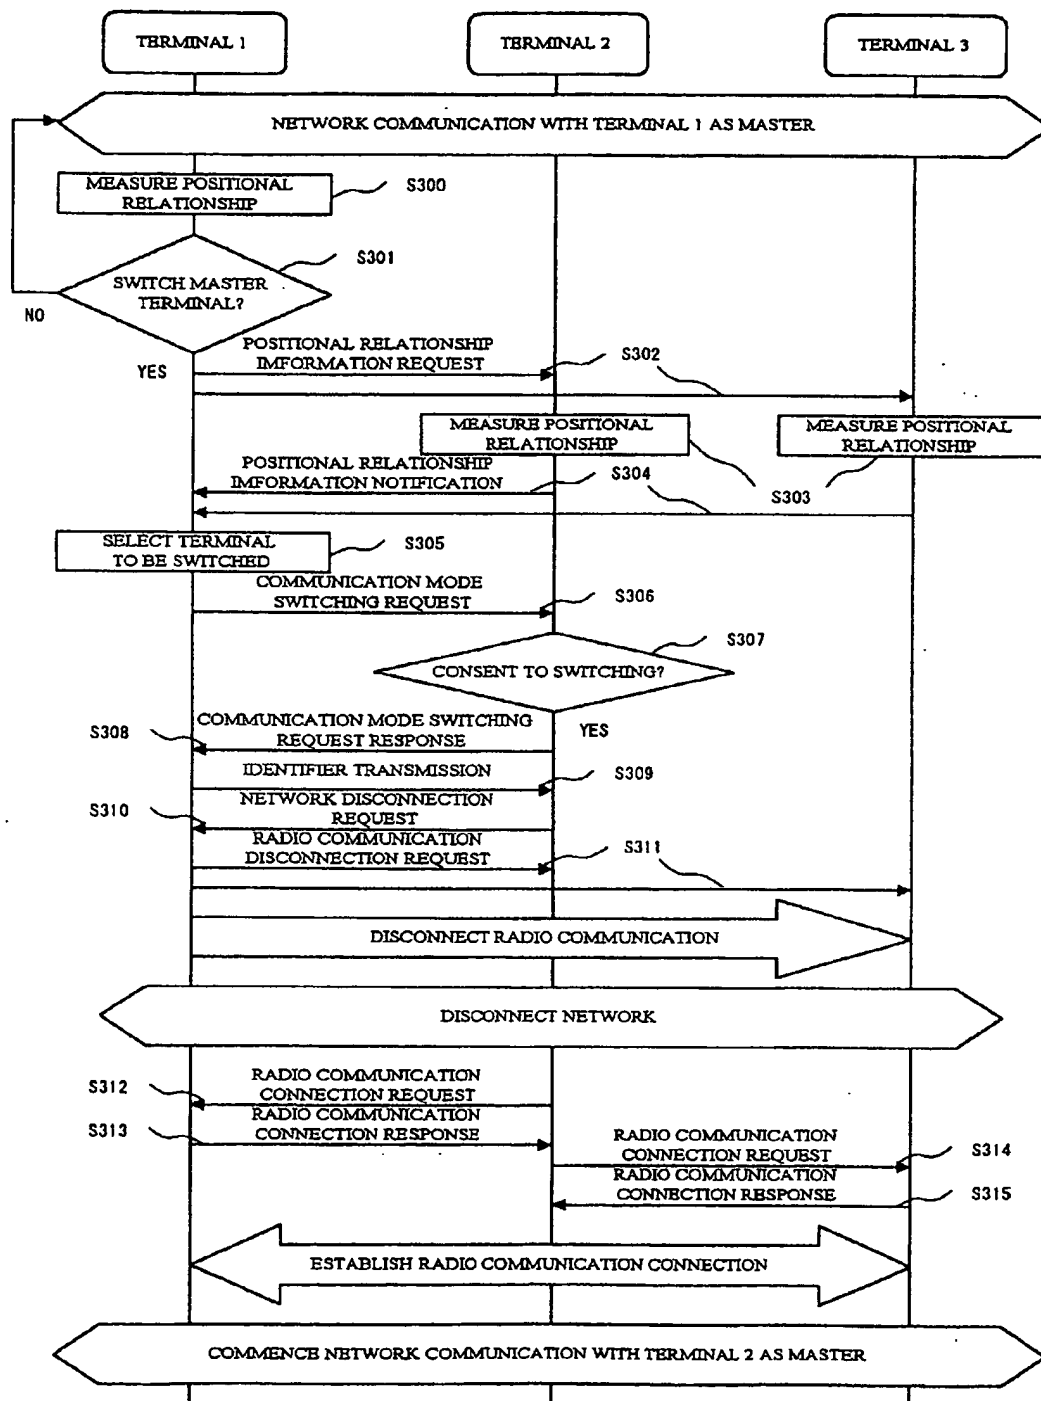 TERMINAL 1
TERMINAL 2
TERMINAL 3
NETWORK COMMUNICATION WITH TERMINAL 1 AS MASTER
MEASURE POSITIONAL
RELATIONSHIP
S300
SWITCH MASTER
TERMINAL?
S301
NO
YES
POSITIONAL RELATIONSHIP
IMFORMATION REQUEST
S302
MEASURE POSITIONAL
RELATIONSHIP
MEASURE POSITIONAL
RELATIONSHIP
S303
POSITIONAL RELATIONSHIP
IMFORMATION NOTIFICATION
S304
SELECT TERMINAL
TO BE SWITCHED
S305
COMMUNICATION MODE
SWITCHING REQUEST
S306
CONSENT TO SWITCHING?
S307
YES
COMMUNICATION MODE SWITCHING
REQUEST RESPONSE
S308
IDENTIFIER TRANSMISSION
S309
NETWORK DISCONNECTION
REQUEST
S310
RADIO COMMUNICATION
DISCONNECTION REQUEST
S311
DISCONNECT RADIO COMMUNICATION
DISCONNECT NETWORK
RADIO COMMUNICATION
CONNECTION REQUEST
S312
RADIO COMMUNICATION
CONNECTION RESPONSE
S313
RADIO COMMUNICATION
CONNECTION REQUEST
S314
RADIO COMMUNICATION
CONNECTION RESPONSE
S315
ESTABLISH RADIO COMMUNICATION CONNECTION
COMMENCE NETWORK COMMUNICATION WITH TERMINAL 2 AS MASTER